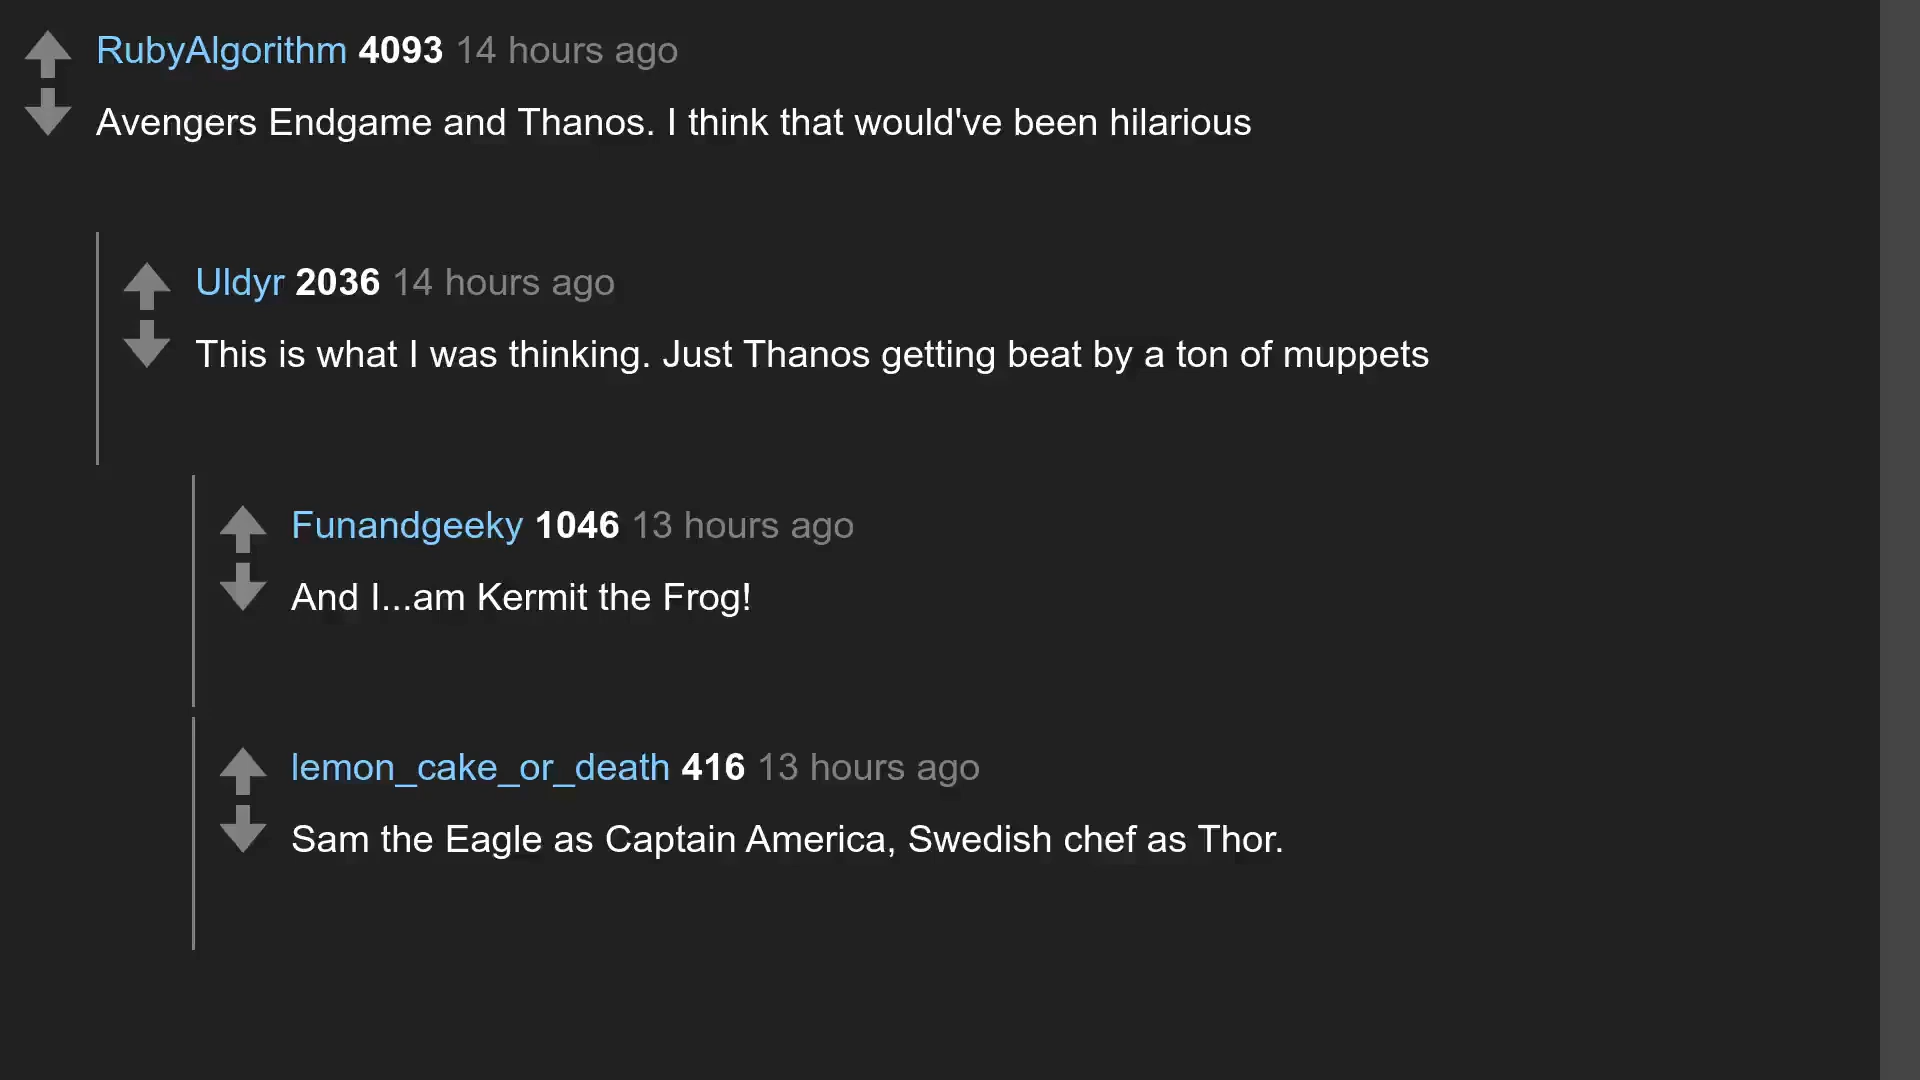 RubyAlgorithm 4093 14 hours ago
Avengers Endgame and Thanos. I think that would've been hilarious
Uldyr 2036 14 hours ago
This is what I was thinking. Just Thanos getting beat by a ton of muppets
Funandgeeky 1046 13 hours ago
And I...am Kermit the Frog!
lemon_cake_or_death 416 13 hours ago
Sam the Eagle as Captain America, Swedish chef as Thor.